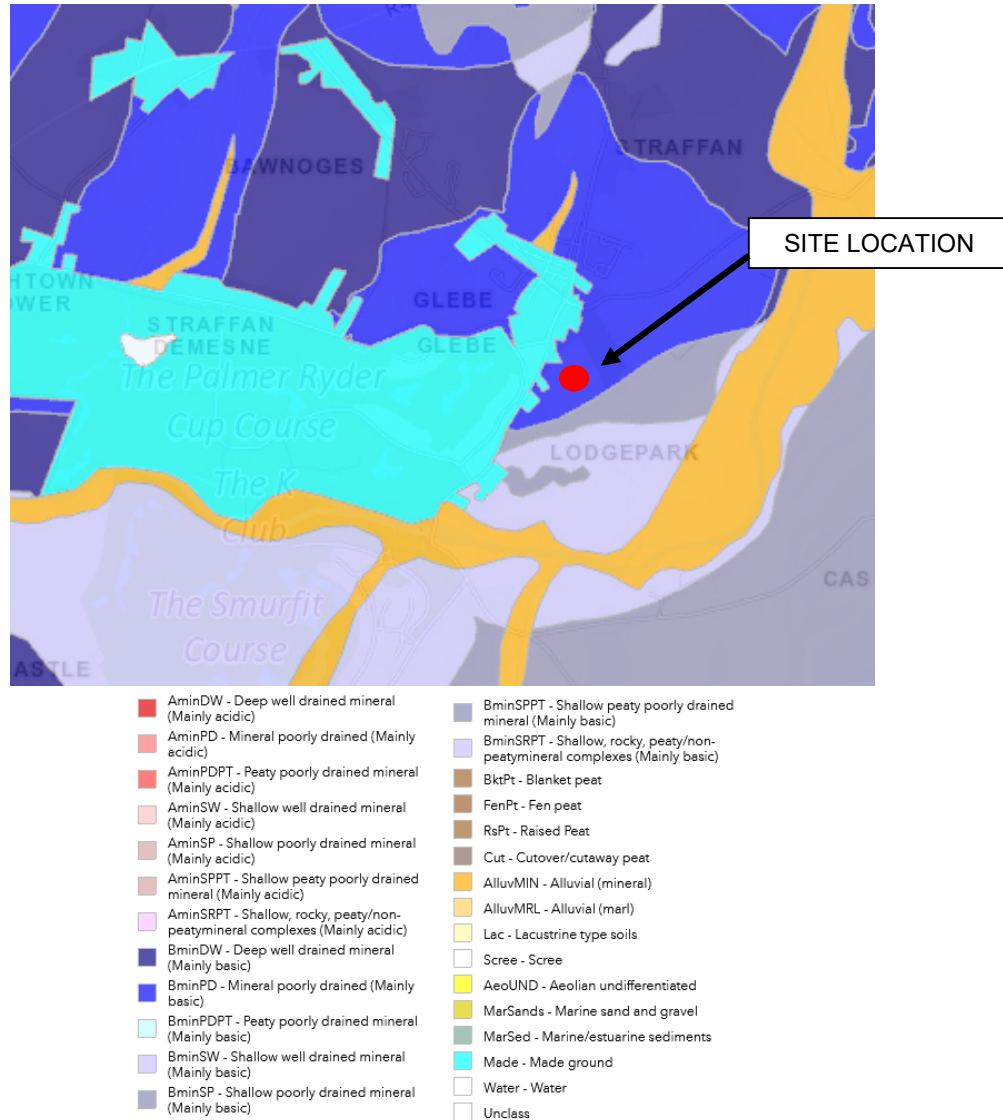 BAWNOGES
STRAFFAN
SITE LOCATION
HTOWN
OWER
GLEBE
STRAFFAN
DEMESNE
GLEBE
The Palmer Ryder
Cup Course
LODGEPARK
The K
Club
CAS
The Smurfit
Course
ASTLE
AminDW - Deep well drained mineral
(Mainly acidic)
AminPD - Mineral poorly drained (Mainly
acidic)
AminPDPT - Peaty poorly drained mineral
(Mainly acidic)
AminSW - Shallow well drained mineral
(Mainly acidic)
AminSP - Shallow poorly drained mineral
(Mainly acidic)
AminSPPT - Shallow peaty poorly drained
mineral (Mainly acidic)
AminSRPT - Shallow, rocky, peaty/non-
peatymineral complexes (Mainly acidic)
BminDW - Deep well drained mineral
(Mainly basic)
BminPD - Mineral poorly drained (Mainly
basic)
BminPDPT - Peaty poorly drained mineral
(Mainly basic)
BminSW - Shallow well drained mineral
(Mainly basic)
BminSP - Shallow poorly drained mineral
(Mainly basic)
BminSPPT - Shallow peaty poorly drained
mineral (Mainly basic)
BminSRPT - Shallow, rocky, peaty/non-
peatymineral complexes (Mainly basic)
BktPt - Blanket peat
FenPt - Fen peat
RsPt - Raised Peat
Cut - Cutover/cutaway peat
AlluvMIN - Alluvial (mineral)
AlluvMRL - Alluvial (marl)
Lac - Lacustrine type soils
Scree - Scree
AeoUND - Aeolian undifferentiated
MarSands - Marine sand and gravel
MarSed - Marine/estuarine sediments
Made - Made ground
Water - Water
Unclass